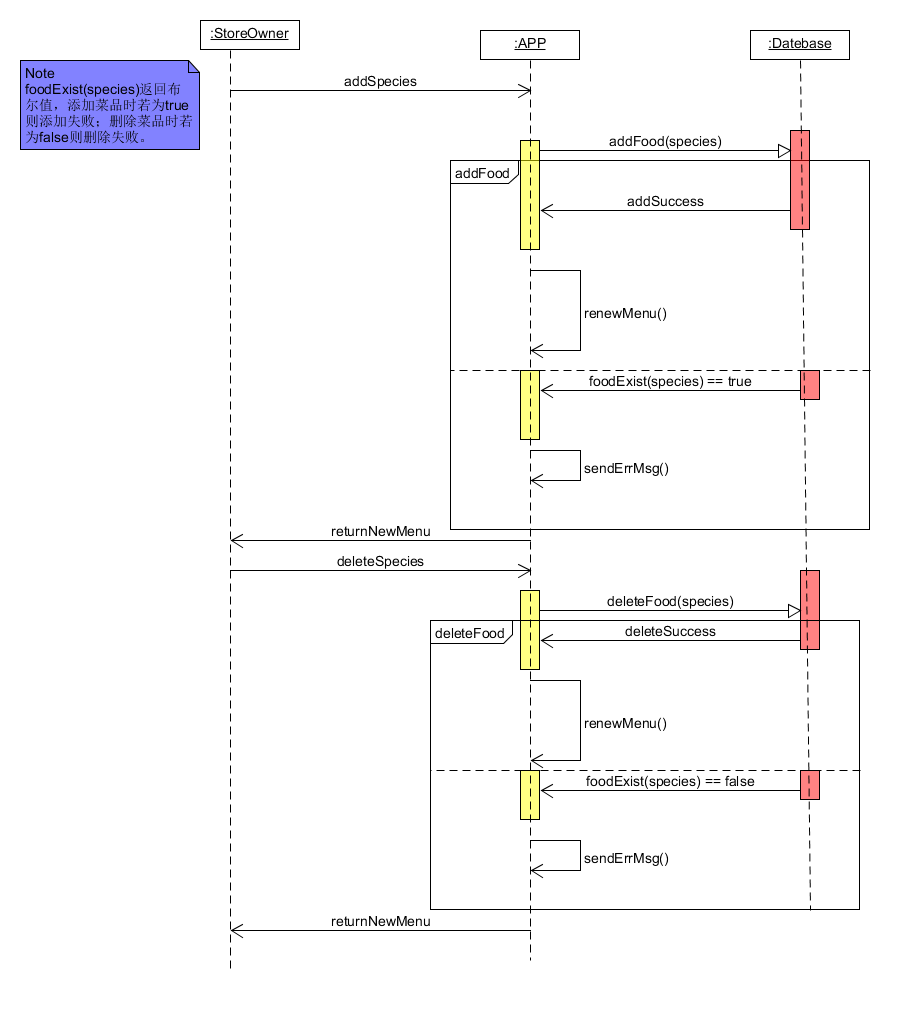 :StoreOwner
:APP
:Datebase
Note
foodExist(species)返回布
尔值，添加菜品时若为true
则添加失败；删除菜品时若
为false则删除失败。
addSpecies
addFood(species)
addFood
addSuccess
renewMenu()
foodExist(species) == true
sendErrMsg()
returnNewMenu
deleteSpecies
deleteFood(species)
deleteFood
deleteSuccess
renewMenu()
foodExist(species) == false
sendErrMsg()
returnNewMenu